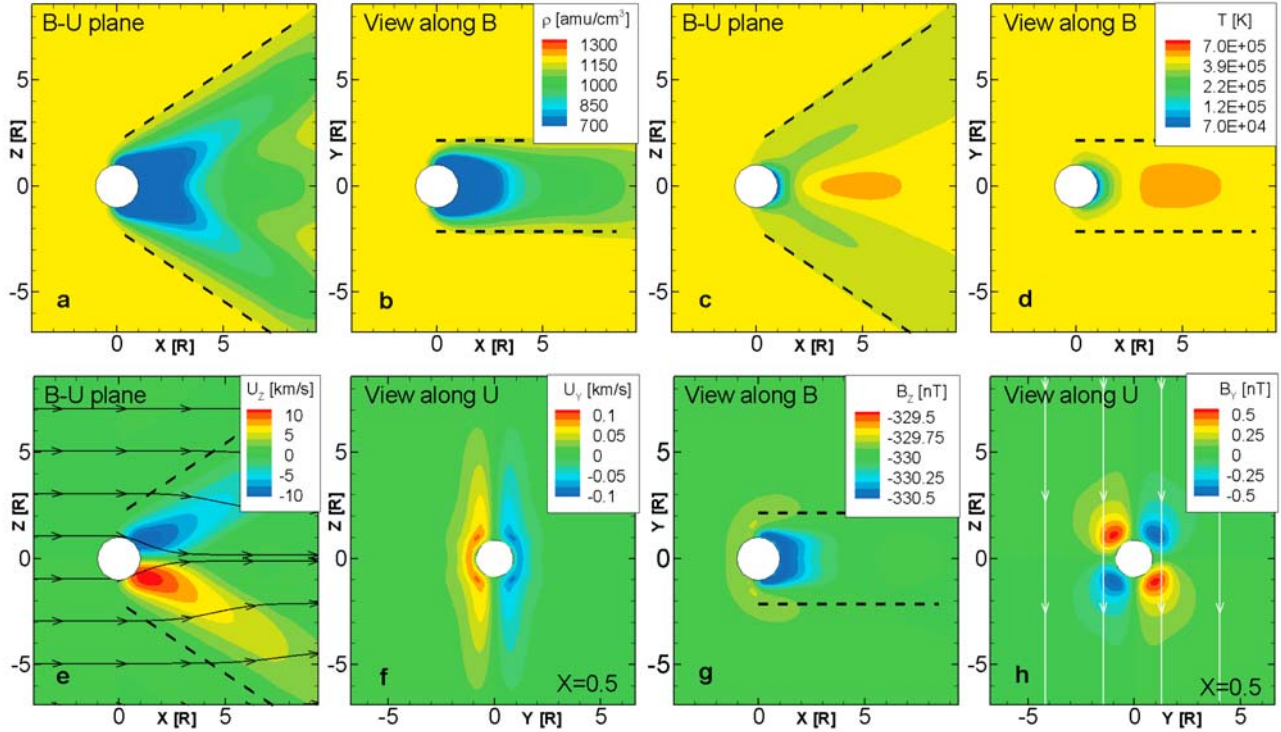 B-U plane
Z [R]
5
0
-5
a
0
X [R]
5
View along B
ρ [amu/cm³]
1300
1150
1000
850
700
Y [R]
5
0
-5
b
0
X [R]
5
B-U plane
Z [R]
5
0
-5
c
0
X [R]
5
View along B
T [K]
7.0E+05
3.9E+05
2.2E+05
1.2E+05
7.0E+04
Y [R]
5
0
-5
d
0
X [R]
5
B-U plane
U_Z [km/s]
10
5
0
-5
-10
Z [R]
5
0
-5
e
0
X [R]
5
View along U
U_Y [km/s]
0.1
0.05
0
-0.05
-0.1
Z [R]
5
0
-5
f
X=0.5
-5
0
Y [R]
5
View along B
B_Z [nT]
-329.5
-329.75
-330
-330.25
-330.5
Y [R]
5
0
-5
g
0
X [R]
5
View along U
B_Y [nT]
0.5
0.25
0
-0.25
-0.5
Z [R]
5
0
-5
h
X=0.5
-5
0
Y [R]
5